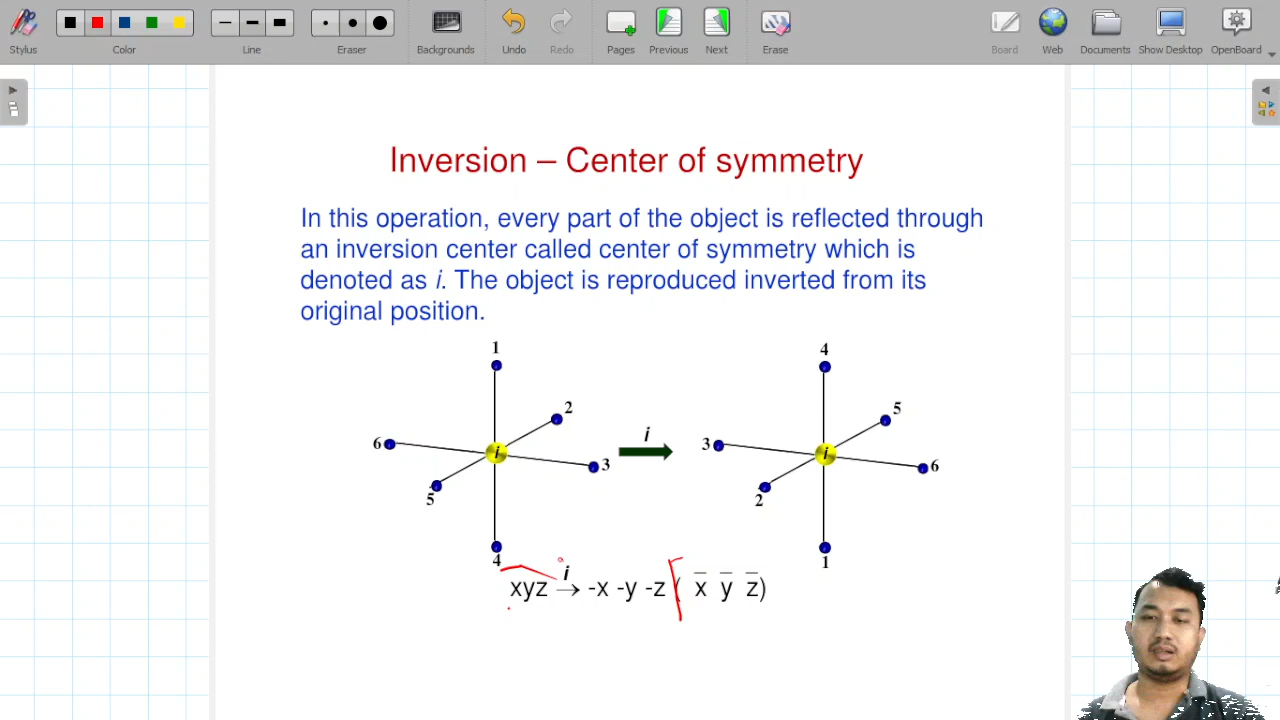 Stylus Color Line Eraser Backgrounds Undo Redo Pages Previous Next Erase Board Web Documents Show Desktop OpenBoard
Inversion – Center of symmetry
In this operation, every part of the object is reflected through
an inversion center called center of symmetry which is
denoted as i. The object is reproduced inverted from its
original position.
1
2
6
i
3
5
4
i
4
5
3
i
6
2
1
i
xyz → -x -y -z ( x̅ y̅ z̅)